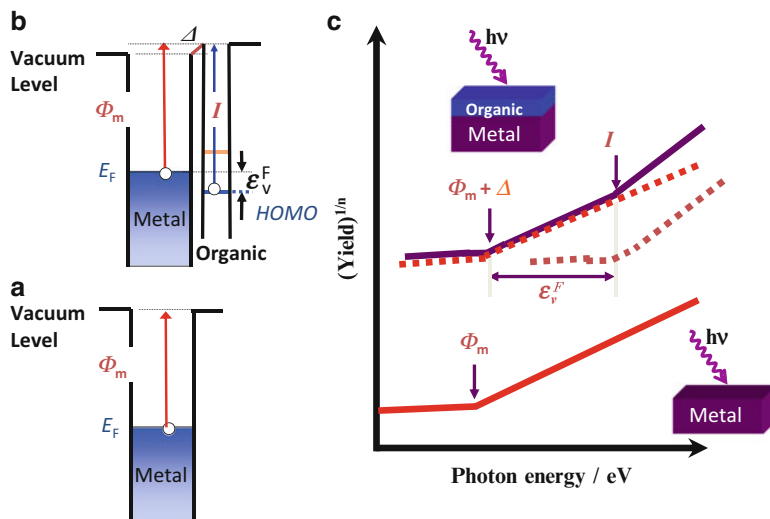 b
Δ
Vacuum
Level
Φm
I
EF
εvF
Metal
HOMO
Organic
a
Vacuum
Level
Φm
EF
Metal
c
hν
Organic
Metal
I
Φm + Δ
(Yield)1/n
εvF
Φm
hν
Metal
Photon energy / eV